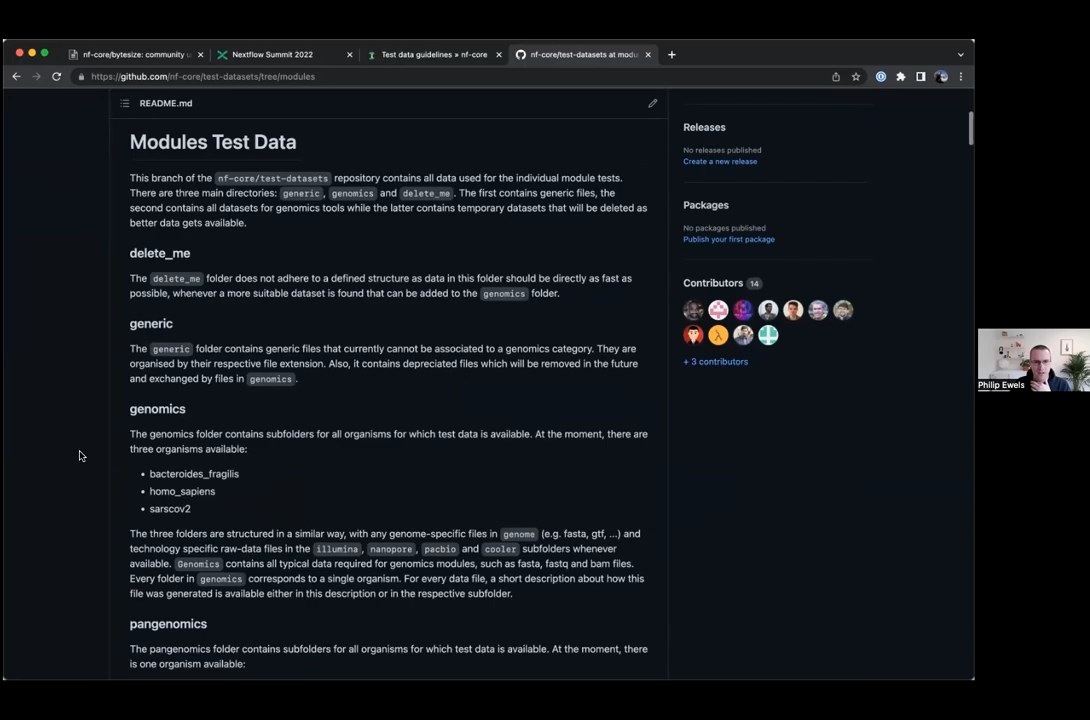 nf-core/bytesize: community u
Nextflow Summit 2022
Test data guidelines » nf-core
nf-core/test-datasets at modu
https://github.com/nf-core/test-datasets/tree/modules
README.md
Modules Test Data
This branch of the nf-core/test-datasets repository contains all data used for the individual module tests.
There are three main directories: generic, genomics and delete_me. The first contains generic files, the
second contains all datasets for genomics tools while the latter contains temporary datasets that will be deleted as
better data gets available.
delete_me
The delete_me folder does not adhere to a defined structure as data in this folder should be directly as fast as
possible, whenever a more suitable dataset is found that can be added to the genomics folder.
generic
The generic folder contains generic files that currently cannot be associated to a genomics category. They are
organised by their respective file extension. Also, it contains depreciated files which will be removed in the future
and exchanged by files in genomics.
genomics
The genomics folder contains subfolders for all organisms for which test data is available. At the moment, there are
three organisms available:
• bacteroides_fragilis
• homo_sapiens
• sarscov2
The three folders are structured in a similar way, with any genome-specific files in genome (e.g. fasta, gtf, ...) and
technology specific raw-data files in the illumina, nanopore, pacbio and cooler subfolders whenever
available. Genomics contains all typical data required for genomics modules, such as fasta, fastq and bam files.
Every folder in genomics corresponds to a single organism. For every data file, a short description about how this
file was generated is available either in this description or in the respective subfolder.
pangenomics
The pangenomics folder contains subfolders for all organisms for which test data is available. At the moment, there
is one organism available:
Releases
No releases published
Create a new release
Packages
No packages published
Publish your first package
Contributors 14
+ 3 contributors
Philip Ewels